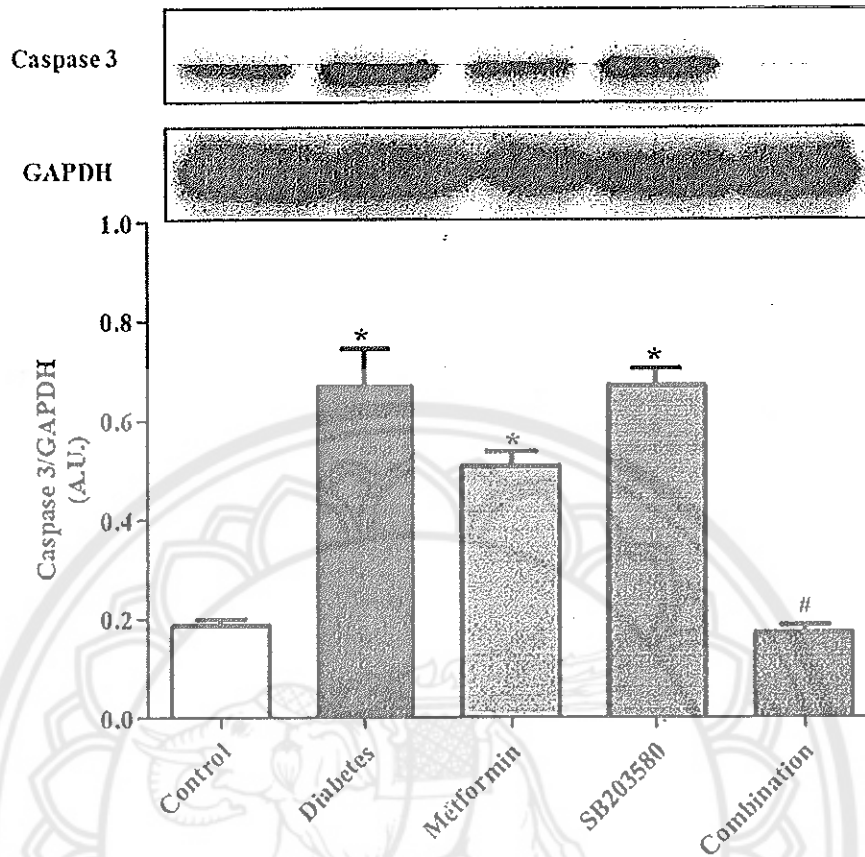 Caspase 3
GAPDH
1.0
0.8
0.6
0.4
0.2
0.0
Caspase 3/GAPDH
(A.U.)
*
*
*
#
Control
Diabetes
Metformin
SB203580
Combination